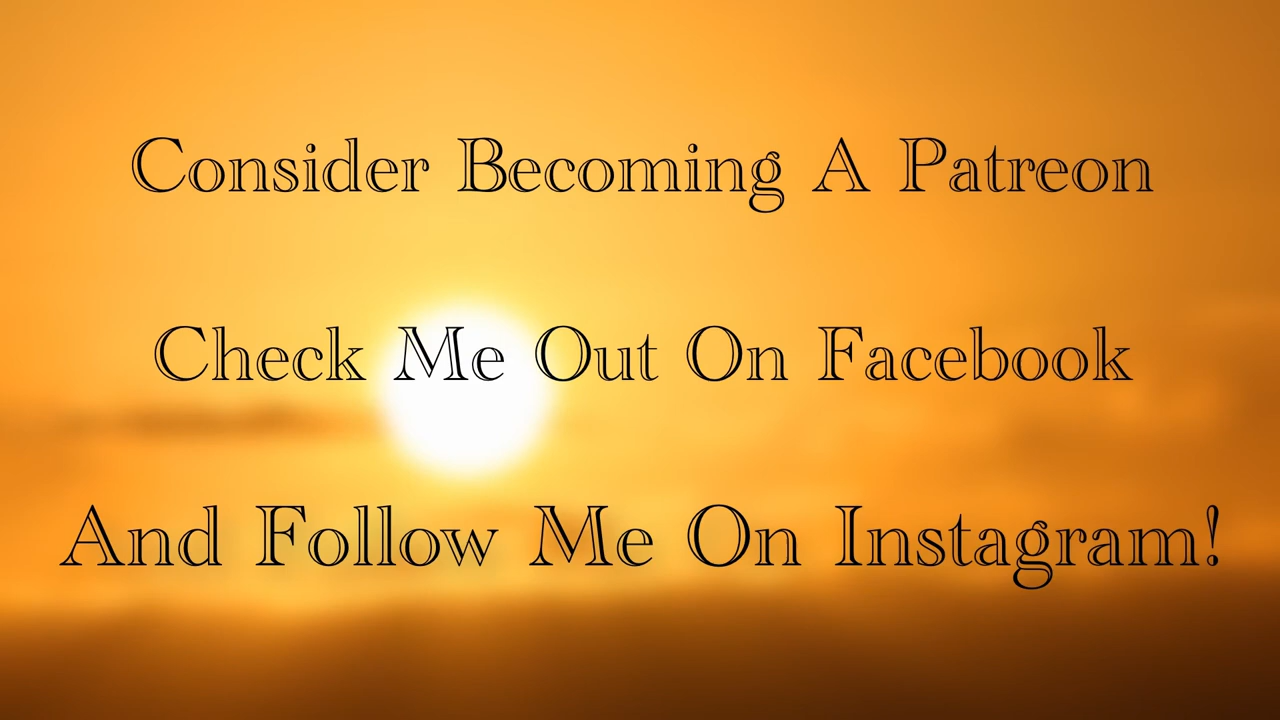 Consider Becoming A Patreon
Check Me Out On Facebook
And Follow Me On Instagram!